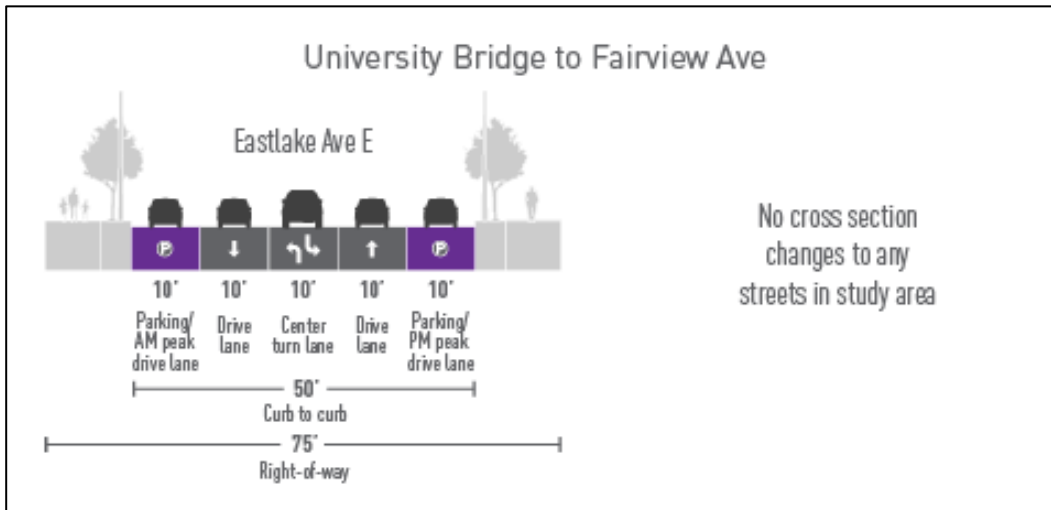 University Bridge to Fairview Ave
Eastlake Ave E
P
P
10'
10'
10'
10'
10'
Parking/
AM peak
drive lane
Drive
lane
Center
turn lane
Drive
lane
Parking/
PM peak
drive lane
50'
Curb to curb
75'
Right-of-way
No cross section
changes to any
streets in study area